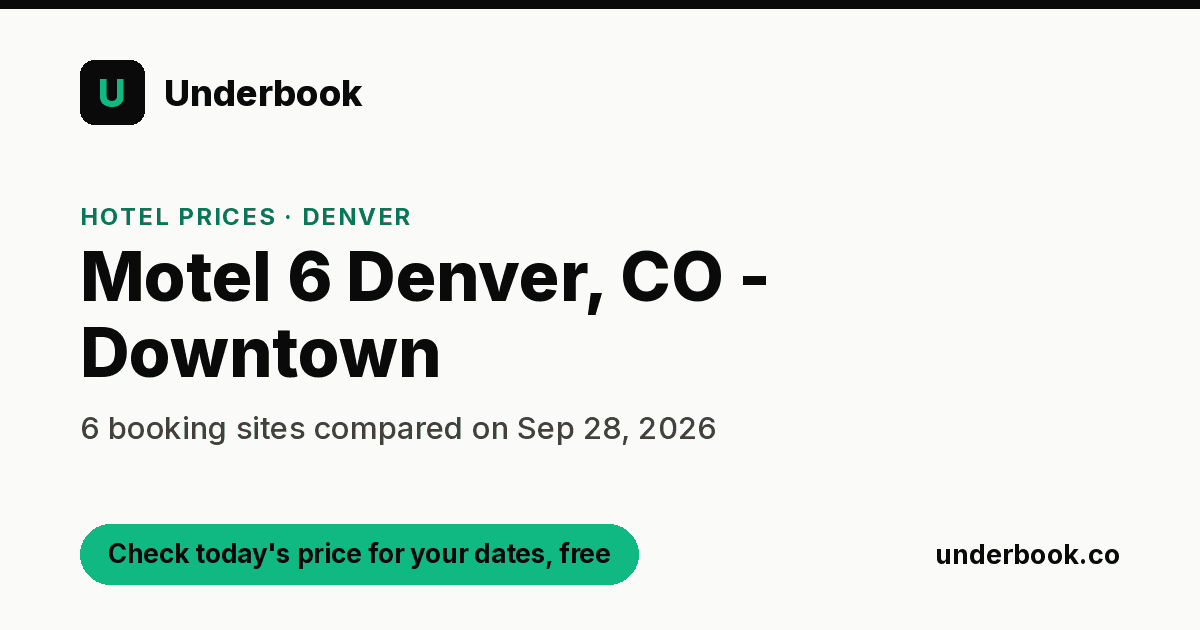 U
Underbook
HOTEL PRICES · DENVER
Motel 6 Denver, CO -
Downtown
6 booking sites compared on Sep 28, 2026
Check today's price for your dates, free
underbook.co